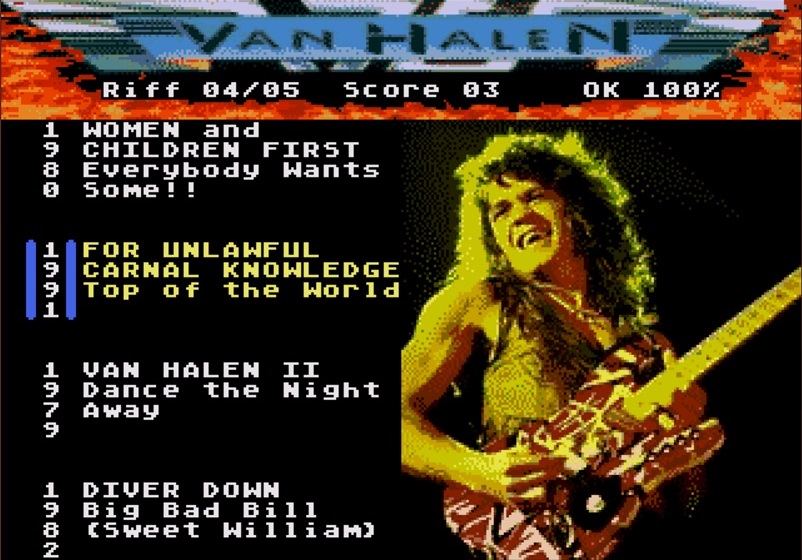 VAN HALEN
Riff 04/05 Score 03 OK 100%
1 WOMEN and
9 CHILDREN FIRST
8 Everybody Wants
0 Some!!
1 FOR UNLAWFUL
9 CARNAL KNOWLEDGE
9 Top of the World
1
1 VAN HALEN II
9 Dance the Night
7 Away
9
1 DIVER DOWN
9 Big Bad Bill
8 (Sweet William)
2